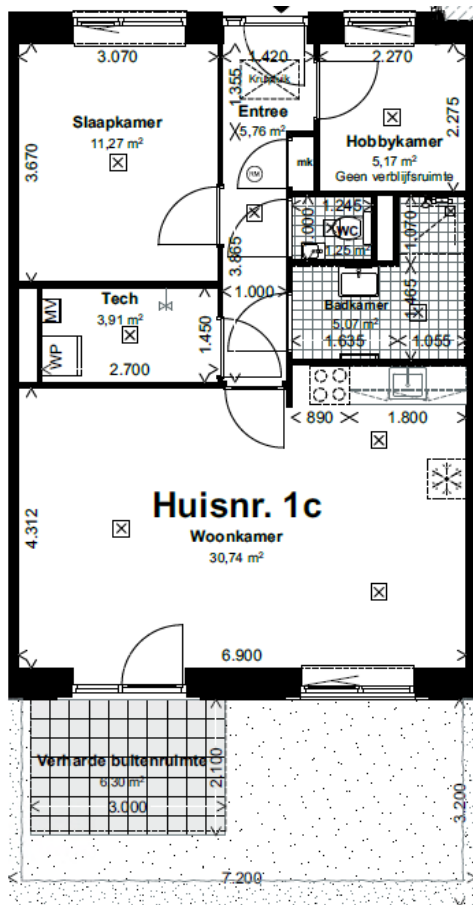 3.070
1.420
2.270
Kruipluik
1.355
Entree
5,76 m²
Slaapkamer
11,27 m²
3.670
Hobbykamer
5,17 m²
Geen verblijfsruimte
2.275
RM
mk
1.245
1.000
WC
1.25 m²
1.070
3.865
1.000
Tech
3,91 m²
MV
WP
2.700
1.450
Badkamer
5,07 m²
1.465
1.635
1.055
890
1.800
4.312
Huisnr. 1c
Woonkamer
30,74 m²
6.900
Verharde buitenruimte
6.30 m²
2.100
3.000
3.200
7.200